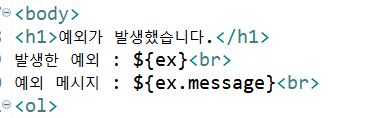 <body>
<h1>예외가 발생했습니다.</h1>
발생한 예외 : ${ex}<br>
예외 메시지 : ${ex.message}<br>
<ol>